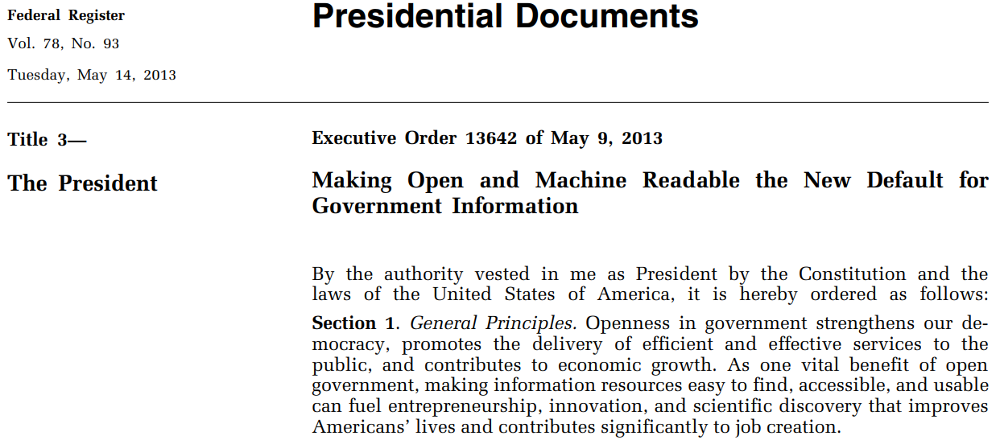 Federal Register
Vol. 78, No. 93
Tuesday, May 14, 2013
Presidential Documents
Title 3—
The President
Executive Order 13642 of May 9, 2013
Making Open and Machine Readable the New Default for
Government Information
By the authority vested in me as President by the Constitution and the
laws of the United States of America, it is hereby ordered as follows:
Section 1. General Principles. Openness in government strengthens our de-
mocracy, promotes the delivery of efficient and effective services to the
public, and contributes to economic growth. As one vital benefit of open
government, making information resources easy to find, accessible, and usable
can fuel entrepreneurship, innovation, and scientific discovery that improves
Americans’ lives and contributes significantly to job creation.